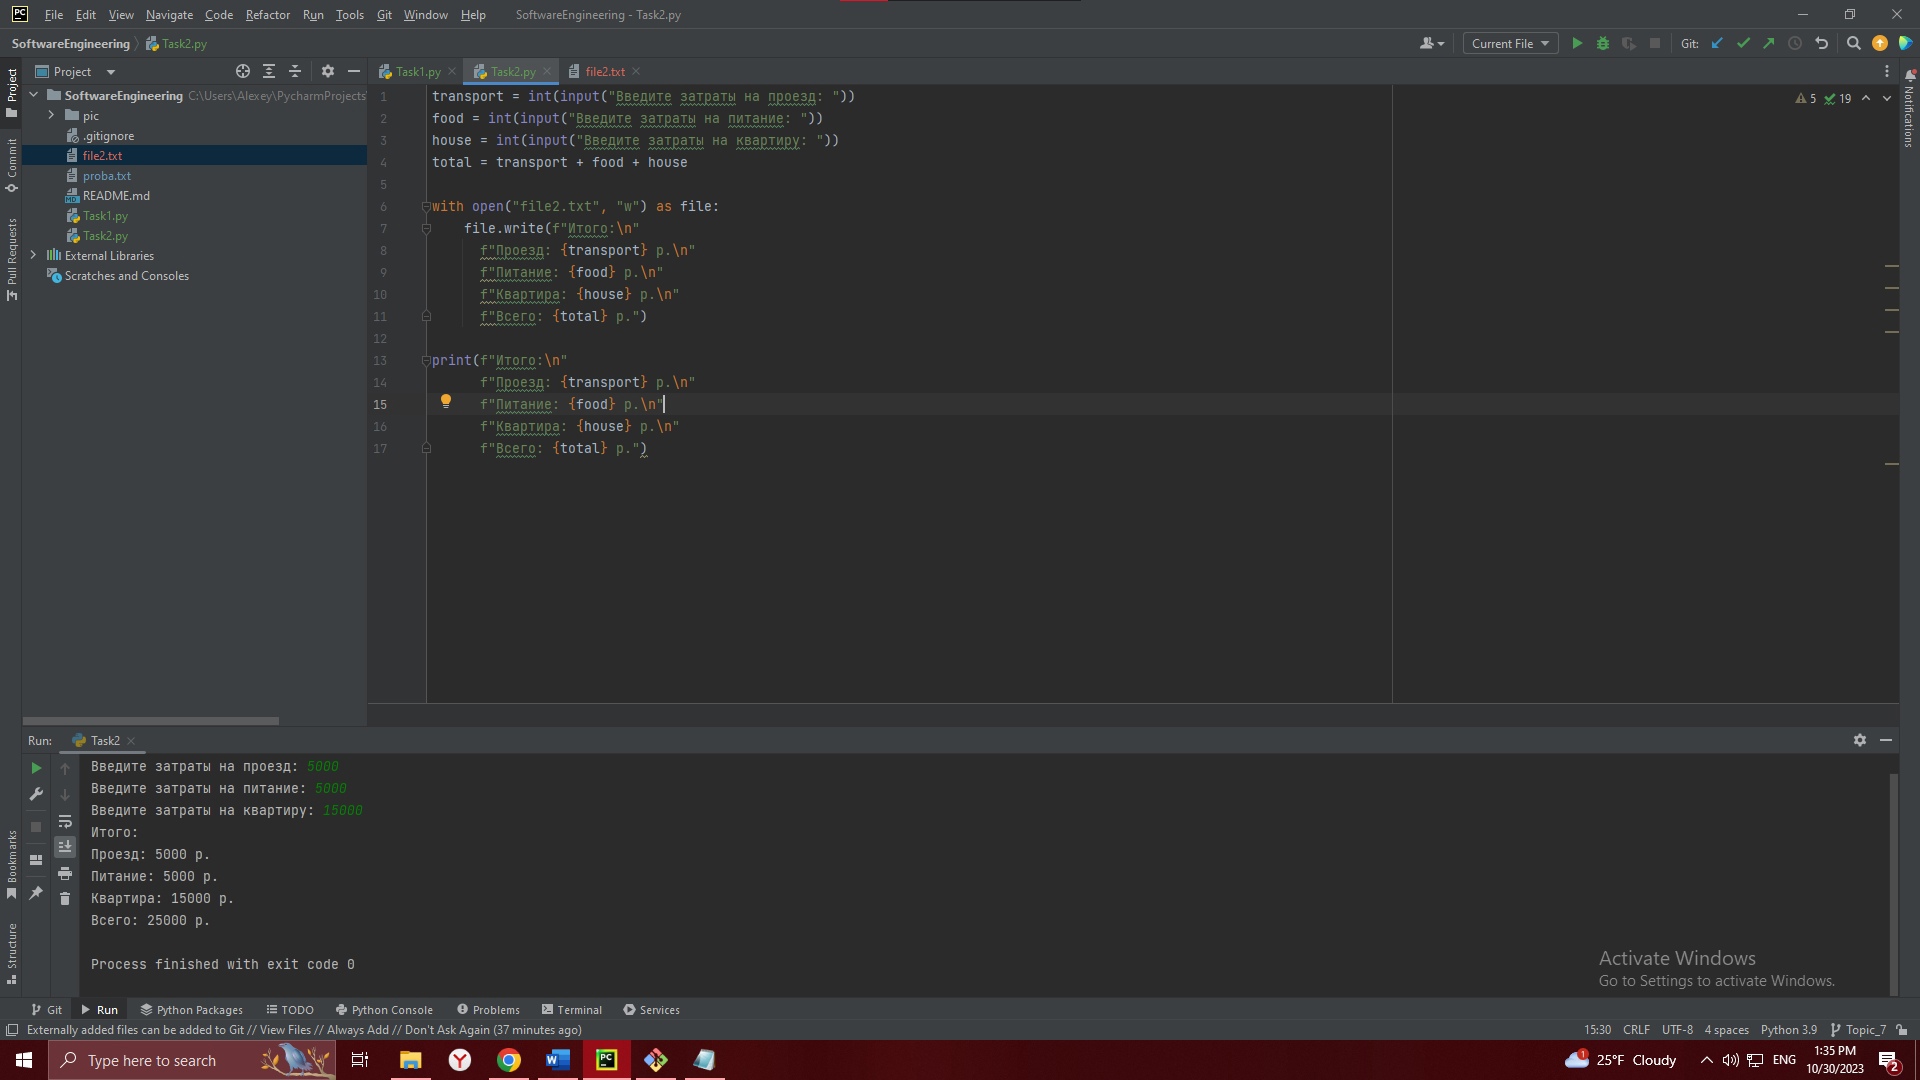 PC File Edit View Navigate Code Refactor Run Tools Git Window Help SoftwareEngineering - Task2.py
SoftwareEngineering Task2.py Current File Git:
Project Task1.py Task2.py file2.txt
SoftwareEngineering C:\Users\Alexey\PycharmProjects
pic
.gitignore
file2.txt
proba.txt
README.md
Task1.py
Task2.py
External Libraries
Scratches and Consoles
Project
Commit
Pull Requests
Bookmarks
Structure
Notifications
5 19
1 transport = int(input("Введите затраты на проезд: "))
2 food = int(input("Введите затраты на питание: "))
3 house = int(input("Введите затраты на квартиру: "))
4 total = transport + food + house
5
6 with open("file2.txt", "w") as file:
7 file.write(f"Итого:\n"
8 f"Проезд: {transport} р.\n"
9 f"Питание: {food} р.\n"
10 f"Квартира: {house} р.\n"
11 f"Всего: {total} р.")
12
13 print(f"Итого:\n"
14 f"Проезд: {transport} р.\n"
15 f"Питание: {food} р.\n"
16 f"Квартира: {house} р.\n"
17 f"Всего: {total} р.")
Run: Task2
Введите затраты на проезд: 5000
Введите затраты на питание: 5000
Введите затраты на квартиру: 15000
Итого:
Проезд: 5000 р.
Питание: 5000 р.
Квартира: 15000 р.
Всего: 25000 р.
Process finished with exit code 0
Activate Windows
Go to Settings to activate Windows.
Git Run Python Packages TODO Python Console Problems Terminal Services
Externally added files can be added to Git // View Files // Always Add // Don't Ask Again (37 minutes ago) 15:30 CRLF UTF-8 4 spaces Python 3.9 Topic_7
Type here to search W PC 1 25°F Cloudy ENG 1:35 PM
10/30/2023 2